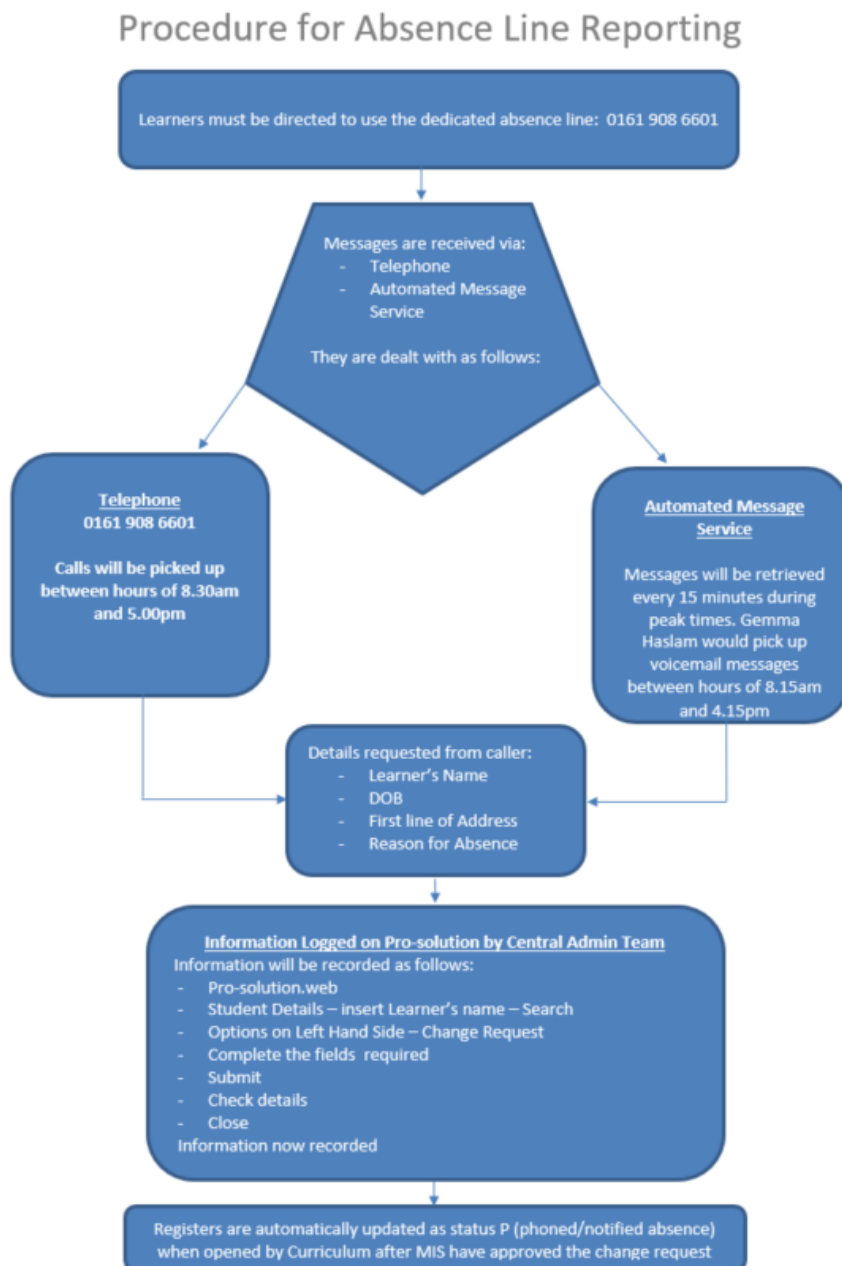 Procedure for Absence Line Reporting
Learners must be directed to use the dedicated absence line:  0161 908 6601
Messages are received via:
- Telephone
- Automated Message
Service
They are dealt with as follows:
Telephone
0161 908 6601
Calls will be picked up
between hours of 8.30am
and 5.00pm
Automated Message
Service
Messages will be retrieved
every 15 minutes during
peak times. Gemma
Haslam would pick up
voicemail messages
between hours of 8.15am
and 4.15pm
Details requested from caller:
- Learner's Name
- DOB
- First line of Address
- Reason for Absence
Information Logged on Pro-solution by Central Admin Team
Information will be recorded as follows:
- Pro-solution.web
- Student Details – insert Learner's name – Search
- Options on Left Hand Side – Change Request
- Complete the fields  required
- Submit
- Check details
- Close
Information now recorded
Registers are automatically updated as status P (phoned/notified absence)
when opened by Curriculum after MIS have approved the change request